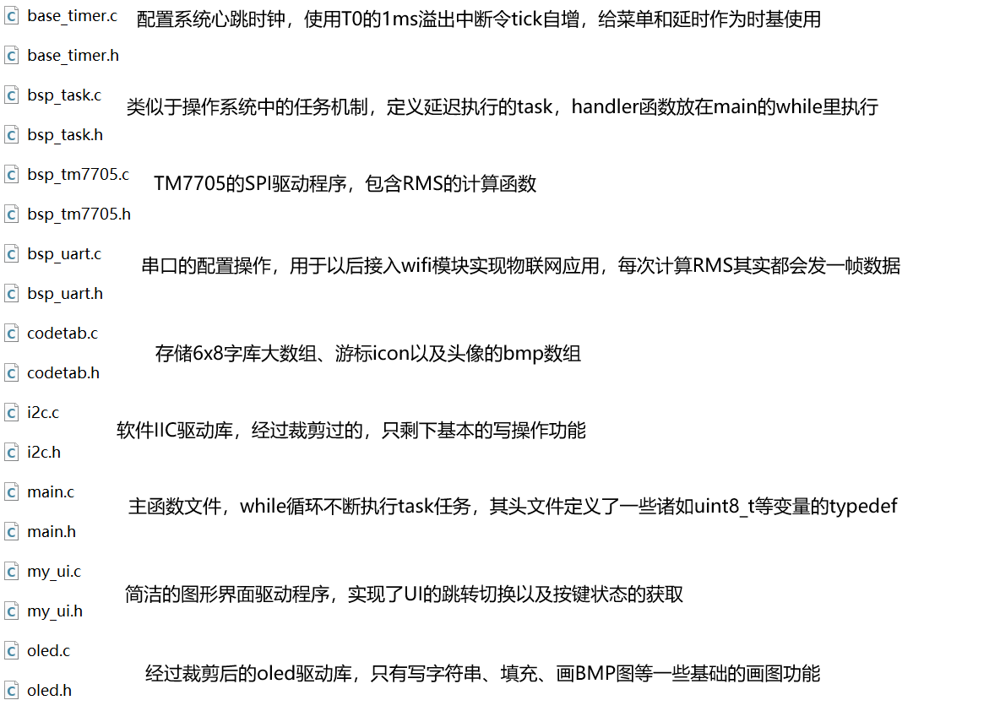 base_timer.c
配置系统心跳时钟，使用T0的1ms溢出中断令tick自增，给菜单和延时作为时基使用
base_timer.h
bsp_task.c
类似于操作系统中的任务机制，定义延迟执行的task，handler函数放在main的while里执行
bsp_task.h
bsp_tm7705.c
TM7705的SPI驱动程序，包含RMS的计算函数
bsp_tm7705.h
bsp_uart.c
串口的配置操作，用于以后接入wifi模块实现物联网应用，每次计算RMS其实都会发一帧数据
bsp_uart.h
codetab.c
存储6x8字库大数组、游标icon以及头像的bmp数组
codetab.h
i2c.c
软件IIC驱动库，经过裁剪过的，只剩下基本的写操作功能
i2c.h
main.c
主函数文件，while循环不断执行task任务，其头文件定义了一些诸如uint8_t等变量的typedef
main.h
my_ui.c
简洁的图形界面驱动程序，实现了UI的跳转切换以及按键状态的获取
my_ui.h
oled.c
经过裁剪后的oled驱动库，只有写字符串、填充、画BMP图等一些基础的画图功能
oled.h